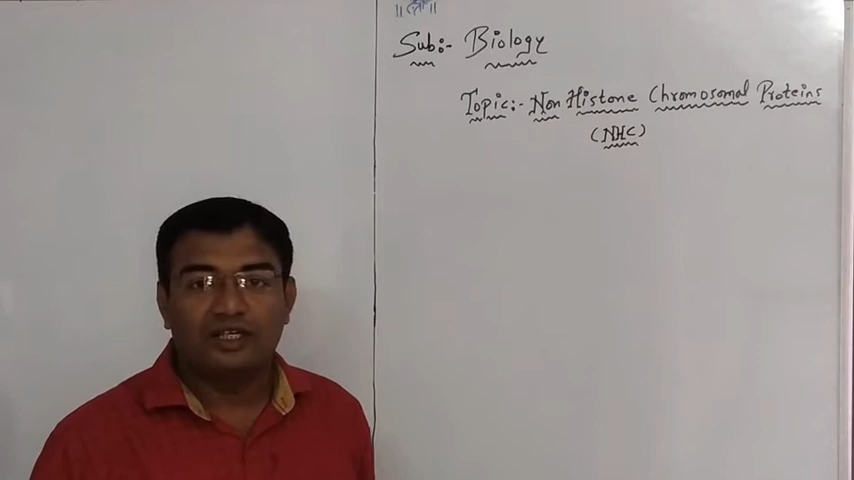 ॥ श्री ॥
Sub:- Biology
Topic:- Non Histone Chromosomal Proteins
(NHC)